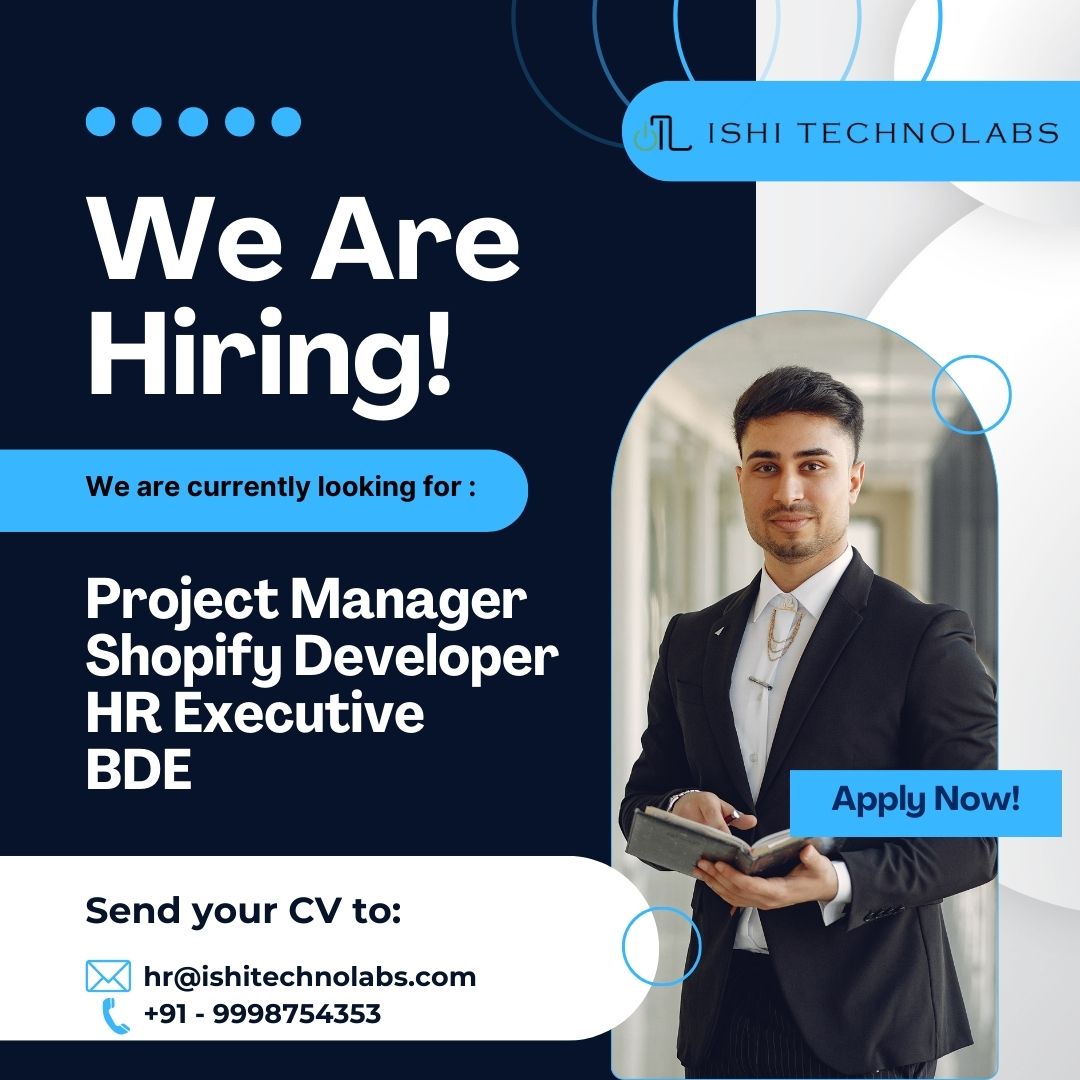 ISHI TECHNOLABS
We Are
Hiring!
We are currently looking for :
Project Manager
Shopify Developer
HR Executive
BDE
Apply Now!
Send your CV to:
hr@ishitechnolabs.com
+91 - 9998754353